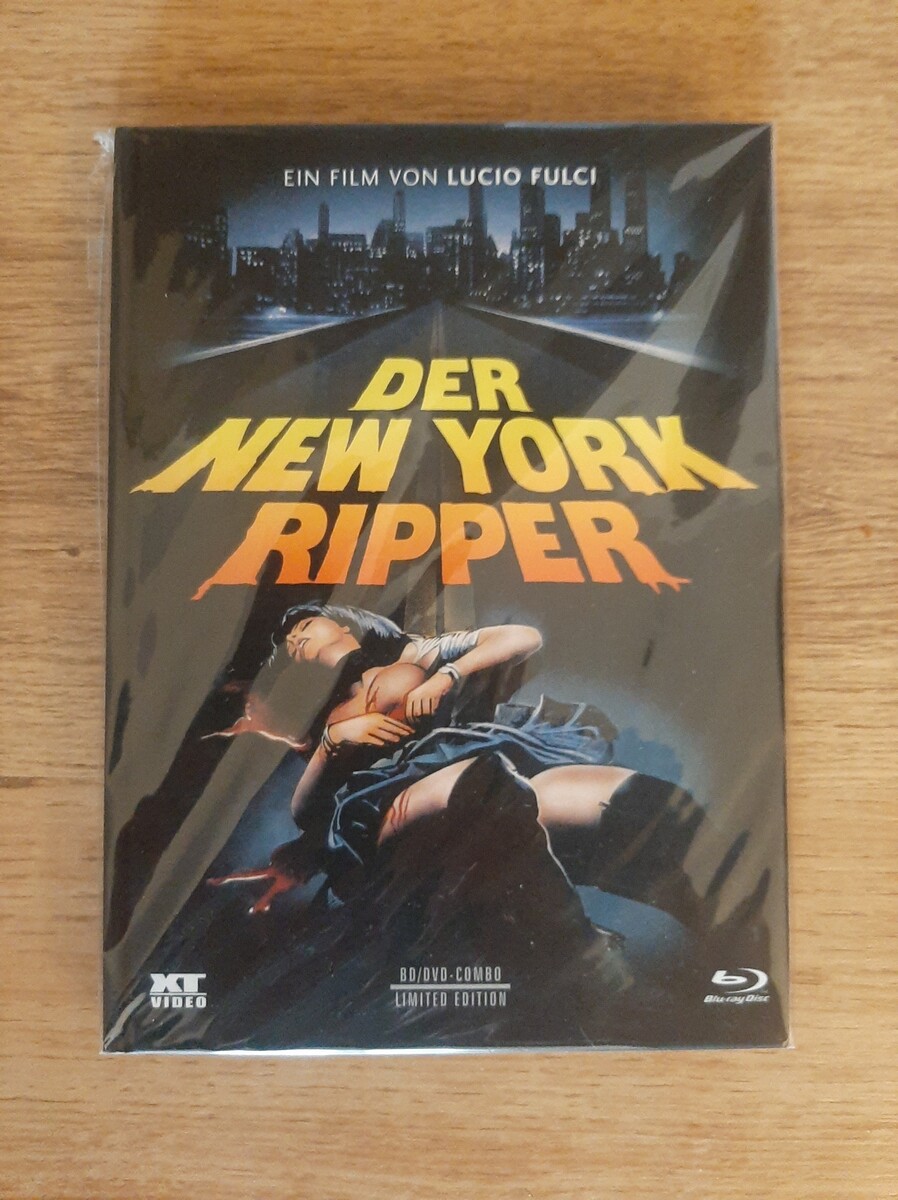 EIN FILM VON LUCIO FULCI
DER
NEW YORK
RIPPER
XT
VIDEO
BD/DVD-COMBO
LIMITED EDITION
Blu-ray Disc